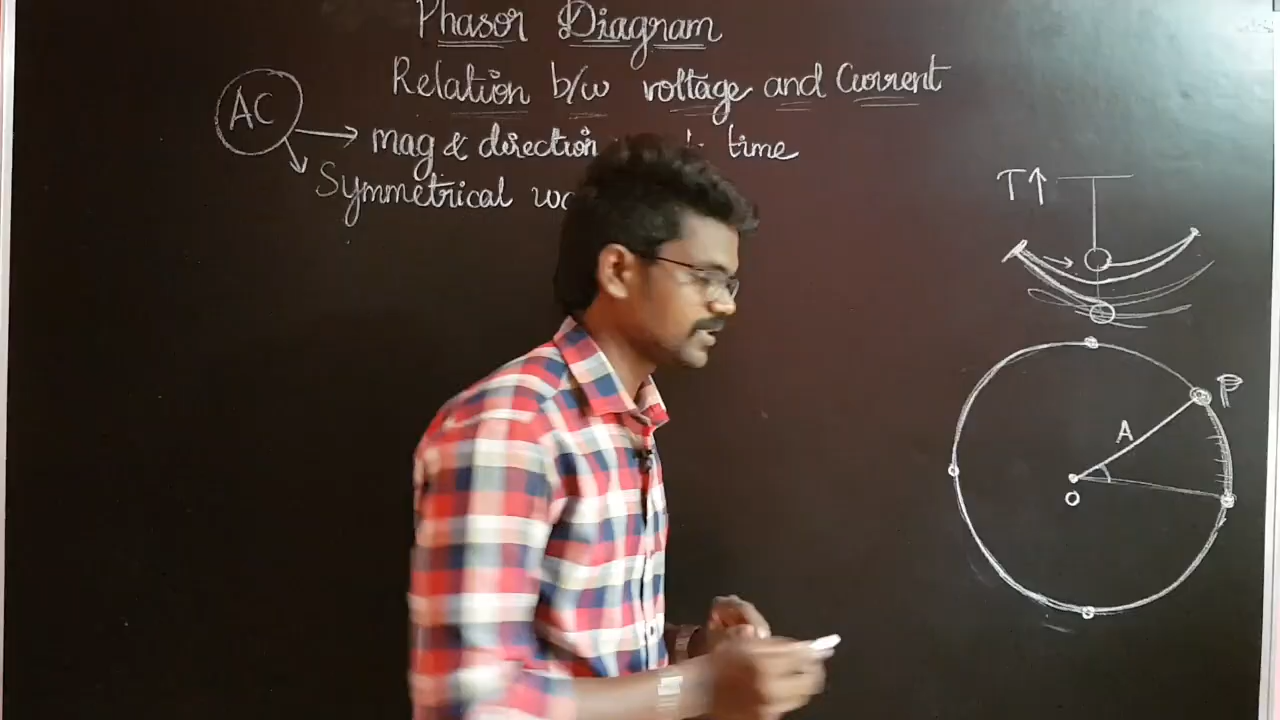 Phasor Diagram
Relation b/w voltage and Current
AC
mag & direction time
Symmetrical
T↑
P
A
O